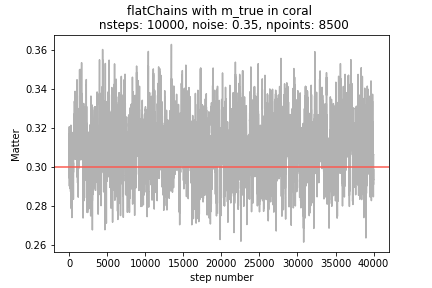 flatChains with m_true in coral
nsteps: 10000, noise: 0.35, npoints: 8500
0.36
0.34
0.32
0.30
0.28
0.26
Matter
0 5000 10000 15000 20000 25000 30000 35000 40000
step number